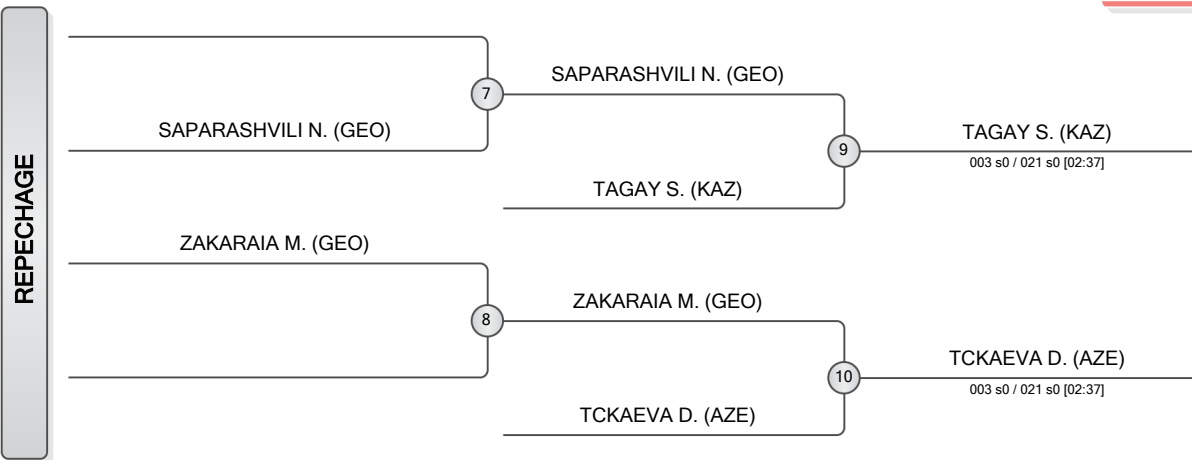 REPECHAGE
7
SAPARASHVILI N. (GEO)
SAPARASHVILI N. (GEO)
9
TAGAY S. (KAZ)
003 s0 / 021 s0 [02:37]
TAGAY S. (KAZ)
ZAKARAIA M. (GEO)
8
ZAKARAIA M. (GEO)
10
TCKAEVA D. (AZE)
003 s0 / 021 s0 [02:37]
TCKAEVA D. (AZE)